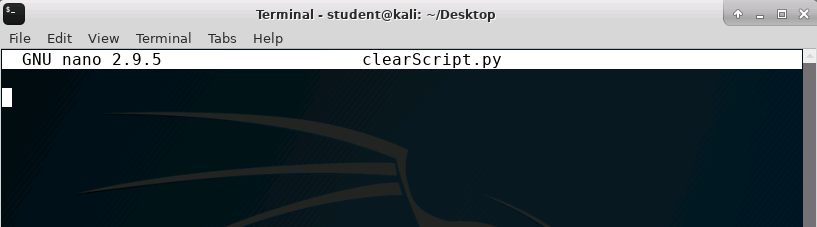 Terminal - student@kali: ~/Desktop
File Edit View Terminal Tabs Help
GNU nano 2.9.5 clearScript.py